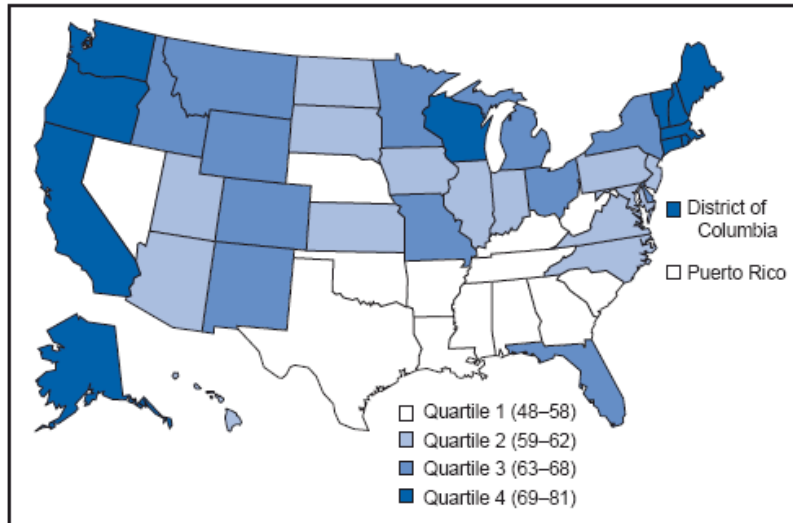 District of
Columbia
Puerto Rico
Quartile 1 (48–58)
Quartile 2 (59–62)
Quartile 3 (63–68)
Quartile 4 (69–81)